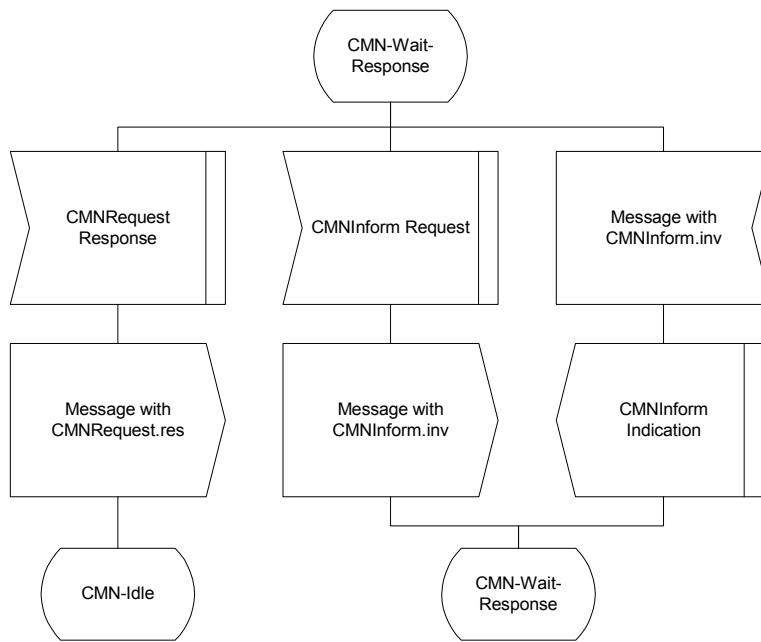 CMN-Wait-
Response
CMNRequest
Response
CMNInform Request
Message with
CMNInform.inv
Message with
CMNRequest.res
Message with
CMNInform.inv
CMNInform
Indication
CMN-Idle
CMN-Wait-
Response